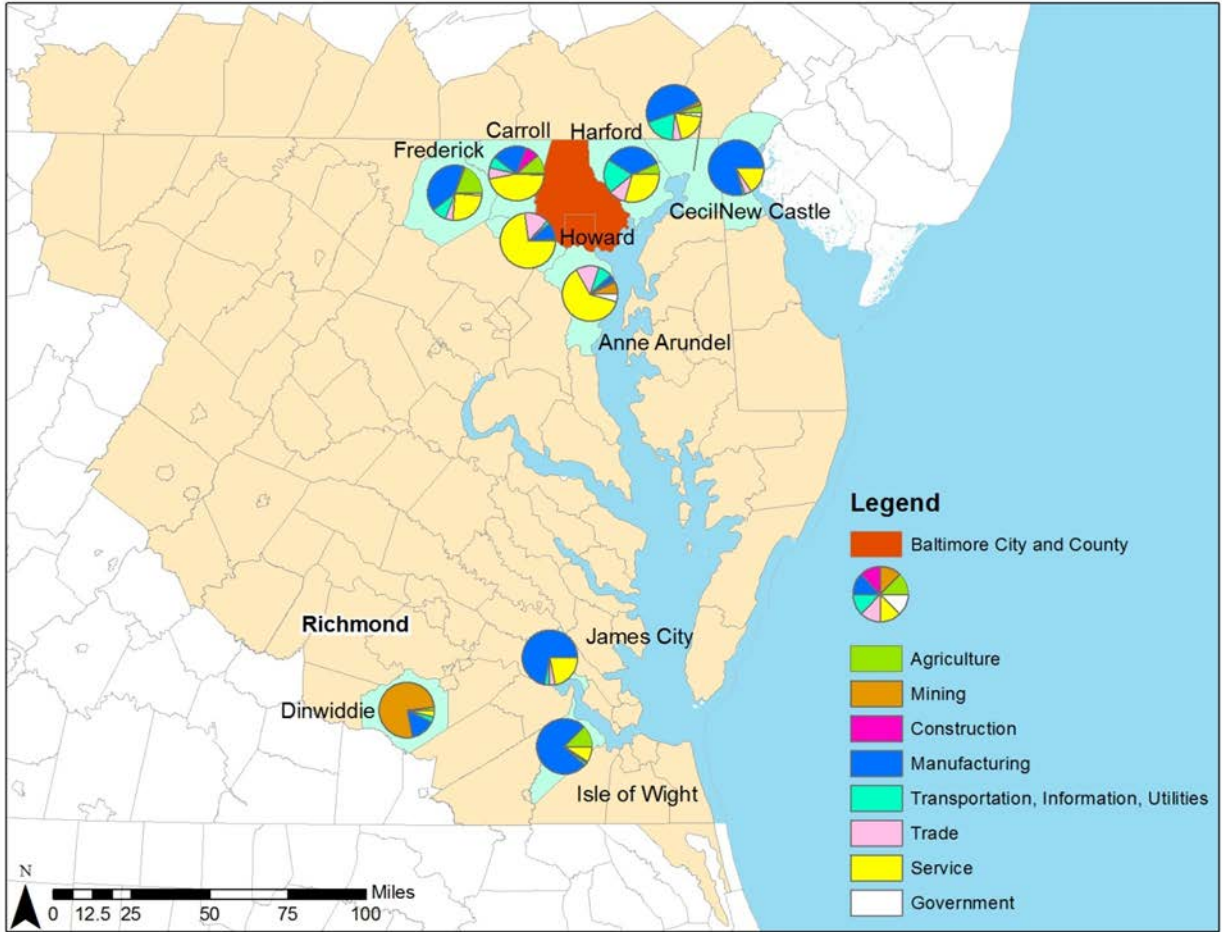 Carroll
Harford
Frederick
CecilNew Castle
Howard
Anne Arundel
Legend
Baltimore City and County
Richmond
James City
Agriculture
Dinwiddie
Mining
Construction
Manufacturing
Isle of Wight
Transportation, Information, Utilities
Trade
Service
Government
N
Miles
0 12.5 25 50 75 100